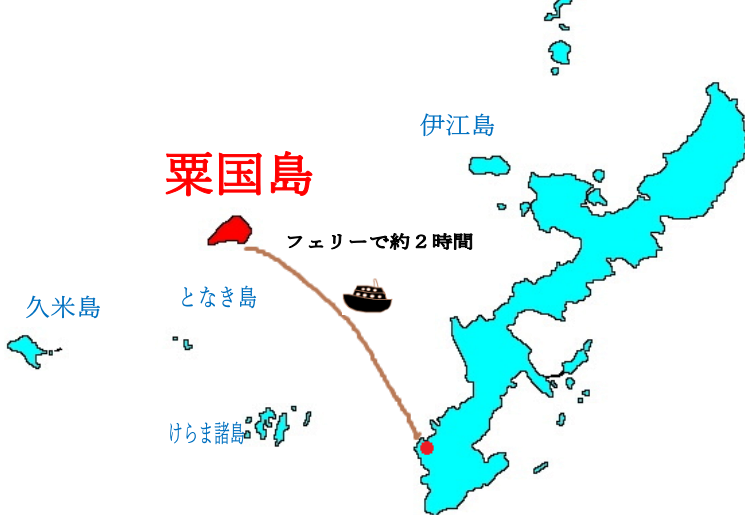 伊江島
粟国島
フェリーで約２時間
となき島
久米島
けらま諸島